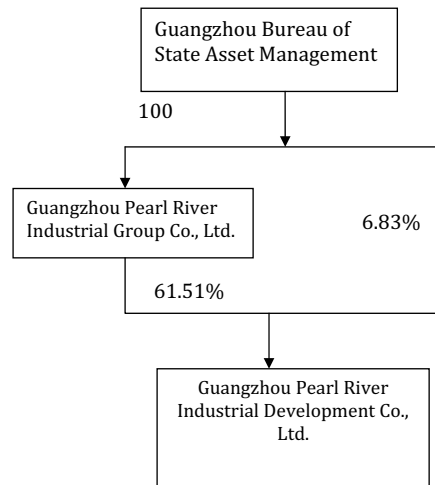 Guangzhou Bureau of
State Asset Management
100
Guangzhou Pearl River
Industrial Group Co., Ltd.
6.83%
61.51%
Guangzhou Pearl River
Industrial Development Co.,
Ltd.